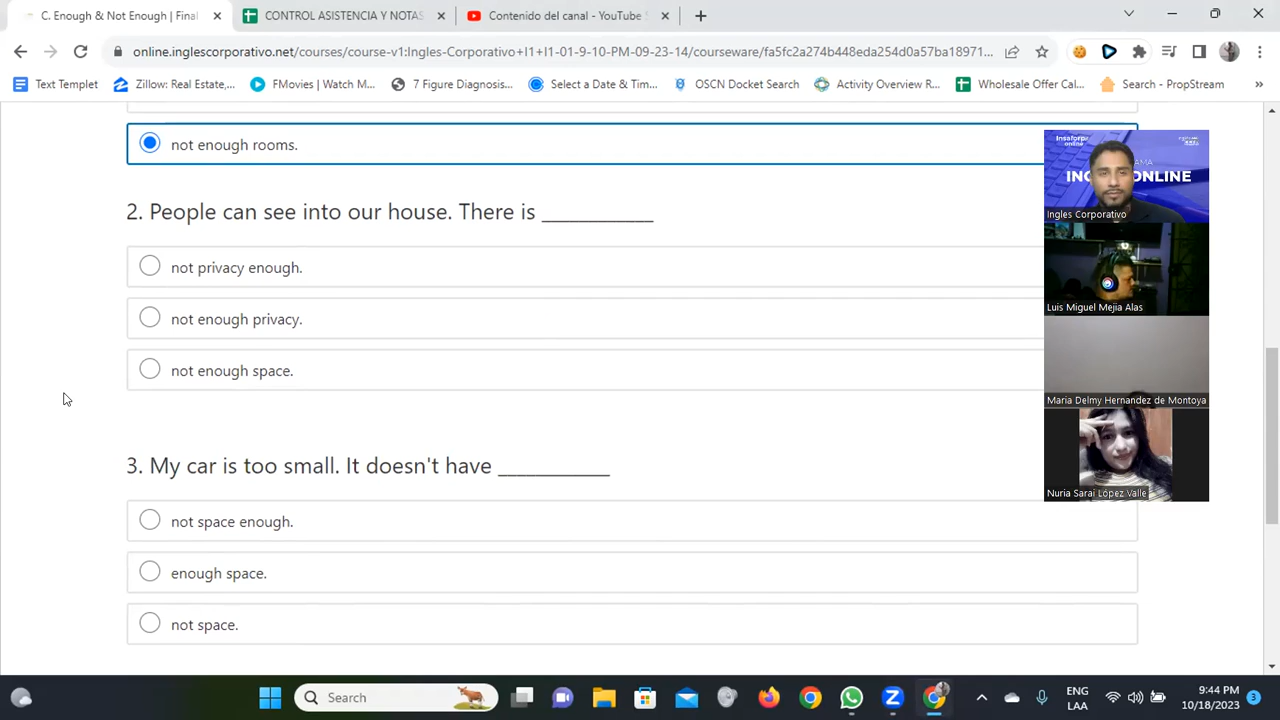 C. Enough & Not Enough | Final
CONTROL ASISTENCIA Y NOTAS
Contenido del canal - YouTube S
online.inglescorporativo.net/courses/course-v1:Ingles-Corporativo+I1+I1-01-9-10-PM-09-23-14/courseware/fa5fc2a274b448eda254d0a57ba18971...
Text Templet
Zillow: Real Estate,...
FMovies | Watch M...
7 Figure Diagnosis...
Select a Date & Tim...
OSCN Docket Search
Activity Overview R...
Wholesale Offer Cal...
Search - PropStream
»
not enough rooms.
2. People can see into our house. There is ___________
not privacy enough.
not enough privacy.
not enough space.
3. My car is too small. It doesn't have ___________
not space enough.
enough space.
not space.
Insaforp
online
INGLES ONLINE
Ingles Corporativo
Luis Miguel Mejia Alas
Maria Delmy Hernandez de Montoya
Nuria Sarai López Valle
Search
ENG
LAA
9:44 PM
10/18/2023
3